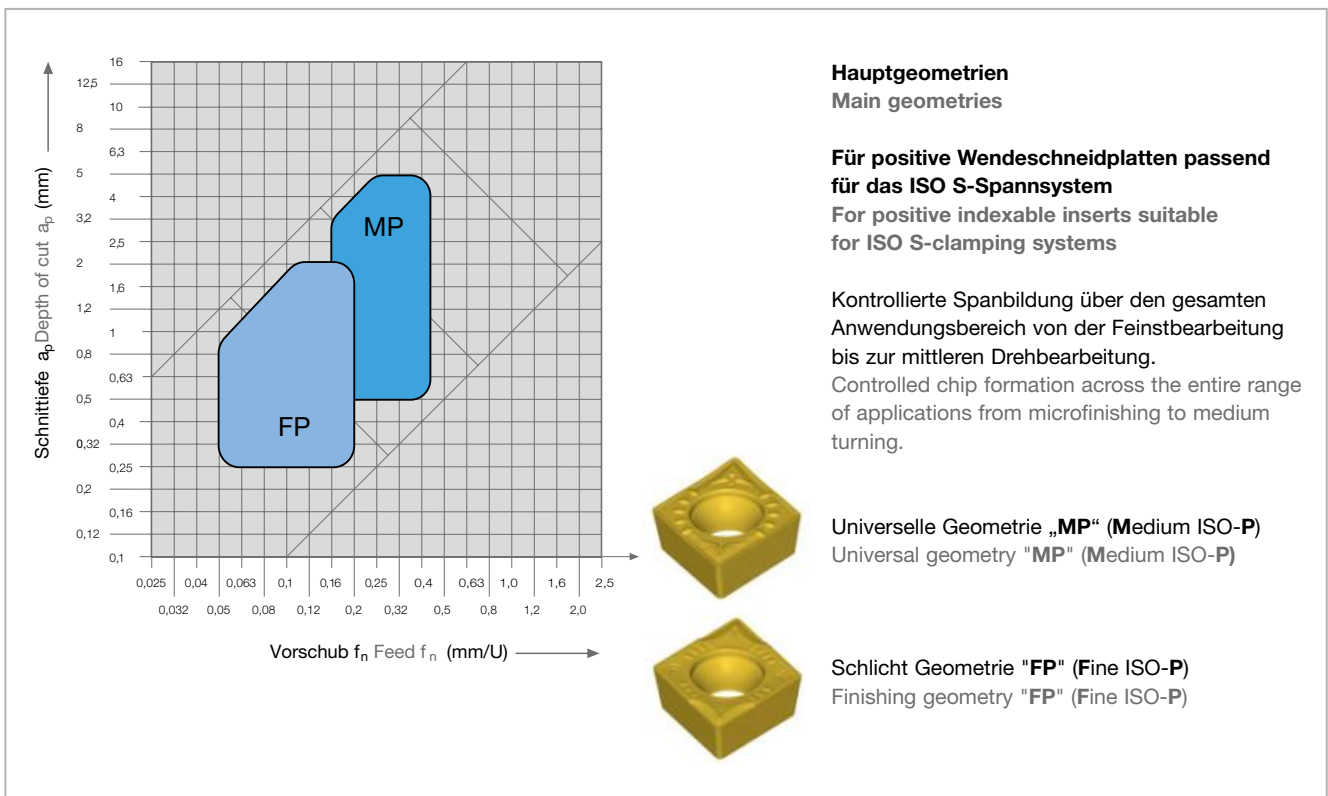 16
12,5
10
8
6,3
5
4
3,2
2,5
2
1,6
1,2
1
0,8
0,63
0,5
0,4
0,32
0,25
0,2
0,16
0,12
0,1
Schnittiefe ap Depth of cut ap (mm)
MP
FP
0,025 0,04 0,063 0,1 0,16 0,25 0,4 0,63 1,0 1,6 2,5
0,032 0,05 0,08 0,12 0,2 0,32 0,5 0,8 1,2 2,0
Vorschub fn Feed fn (mm/U)
Hauptgeometrien
Main geometries
Für positive Wendeschneidplatten passend
für das ISO S-Spannsystem
For positive indexable inserts suitable
for ISO S-clamping systems
Kontrollierte Spanbildung über den gesamten
Anwendungsbereich von der Feinstbearbeitung
bis zur mittleren Drehbearbeitung.
Controlled chip formation across the entire range
of applications from microfinishing to medium
turning.
Universelle Geometrie „MP“ (Medium ISO-P)
Universal geometry "MP" (Medium ISO-P)
Schlicht Geometrie "FP" (Fine ISO-P)
Finishing geometry "FP" (Fine ISO-P)